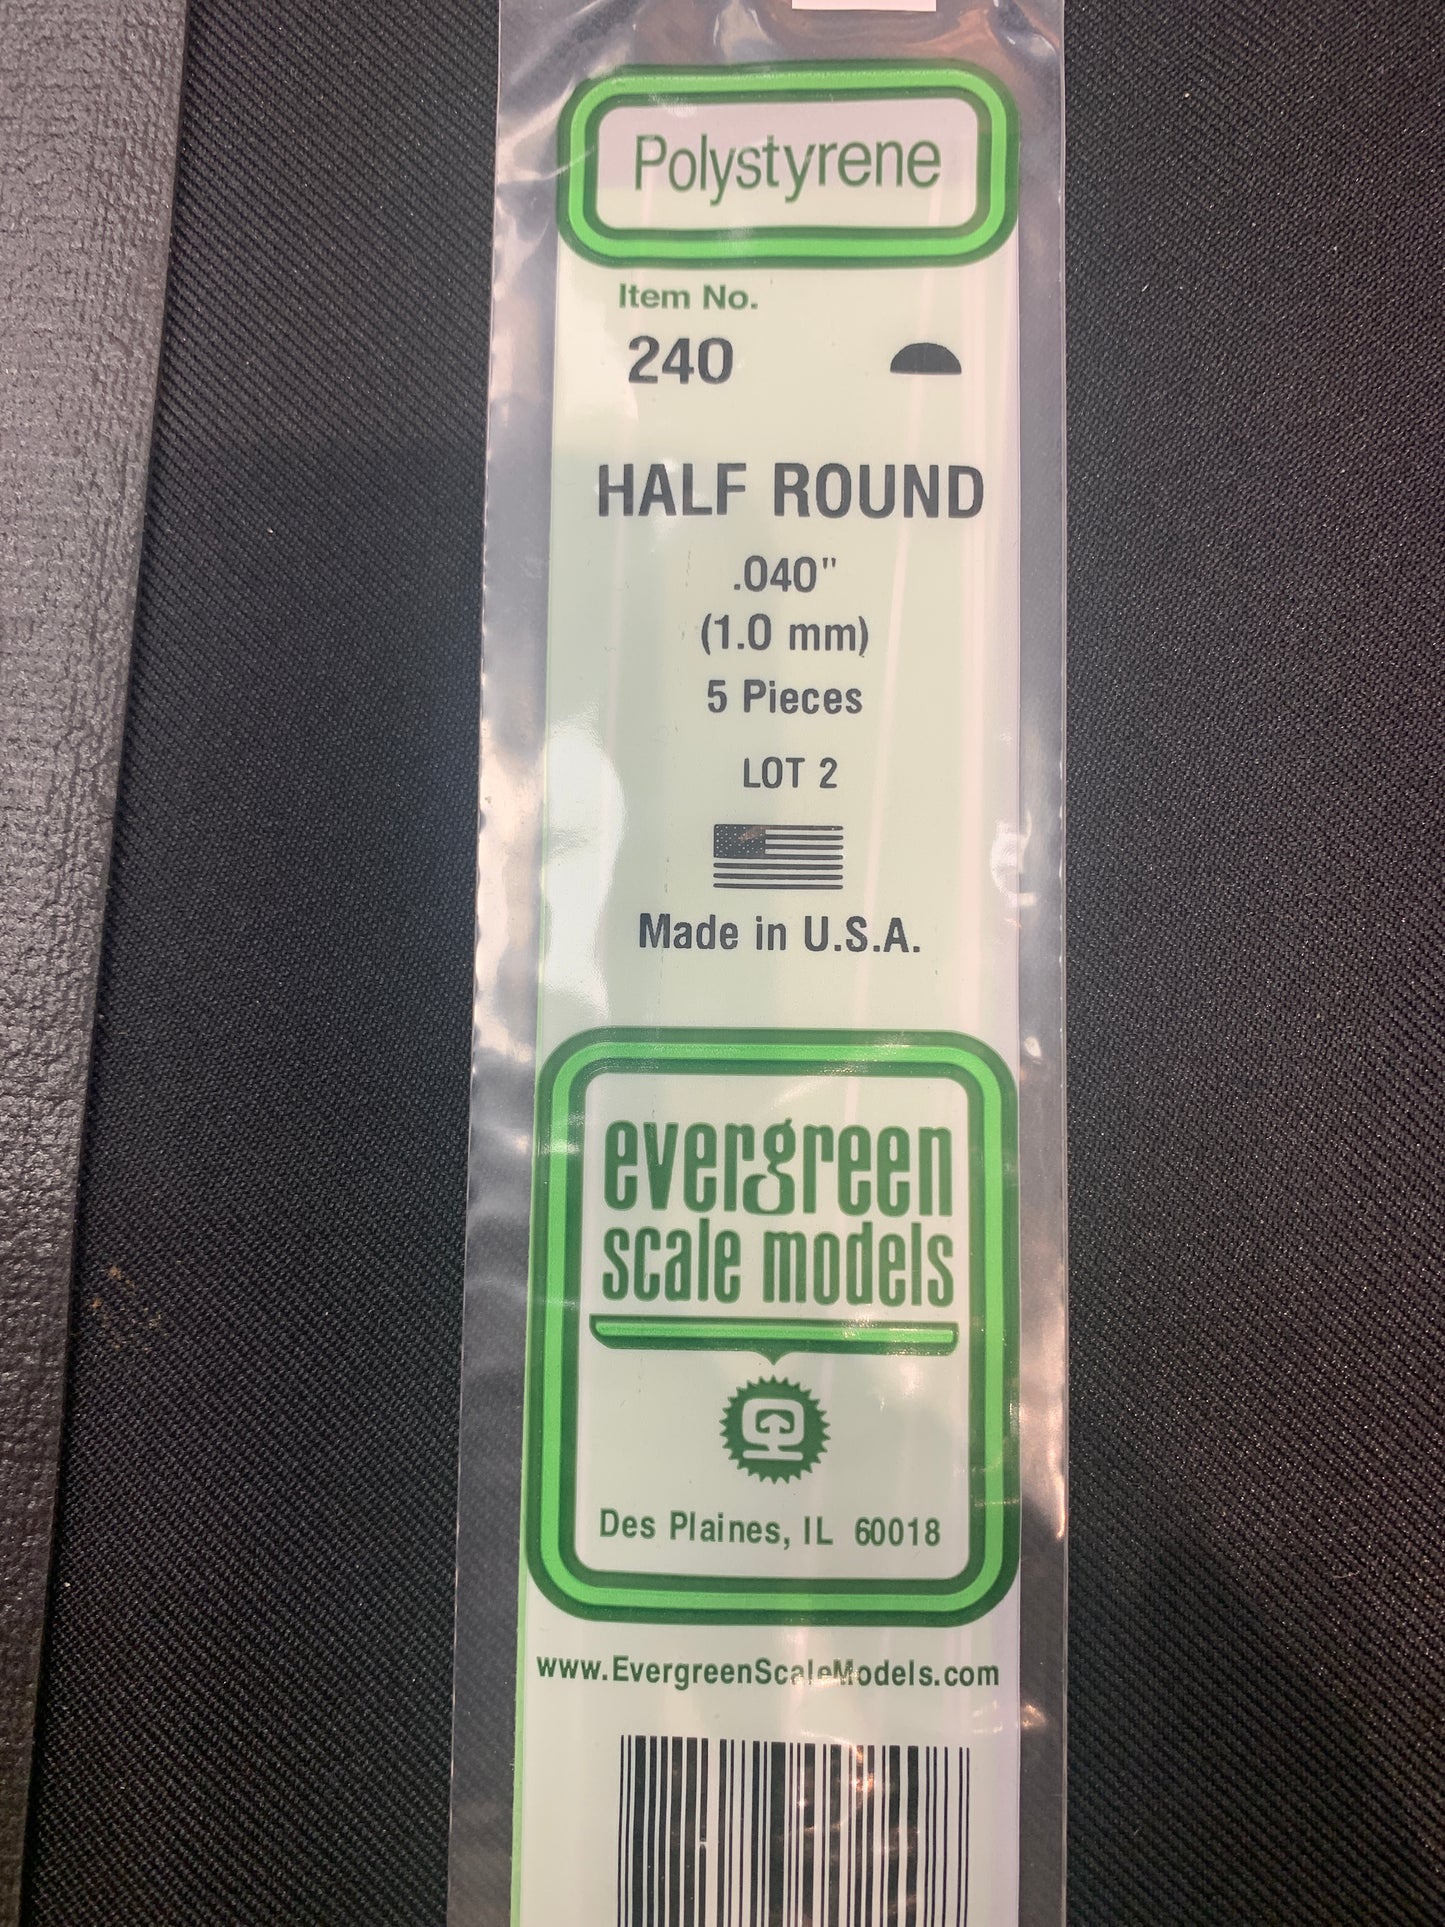 Polystyrene
Item No.
240
HALF ROUND
.040"
(1.0 mm)
5 Pieces
LOT 2
Made in U.S.A.
evergreen
scale models
Des Plaines, IL 60018
www.EvergreenScaleModels.com